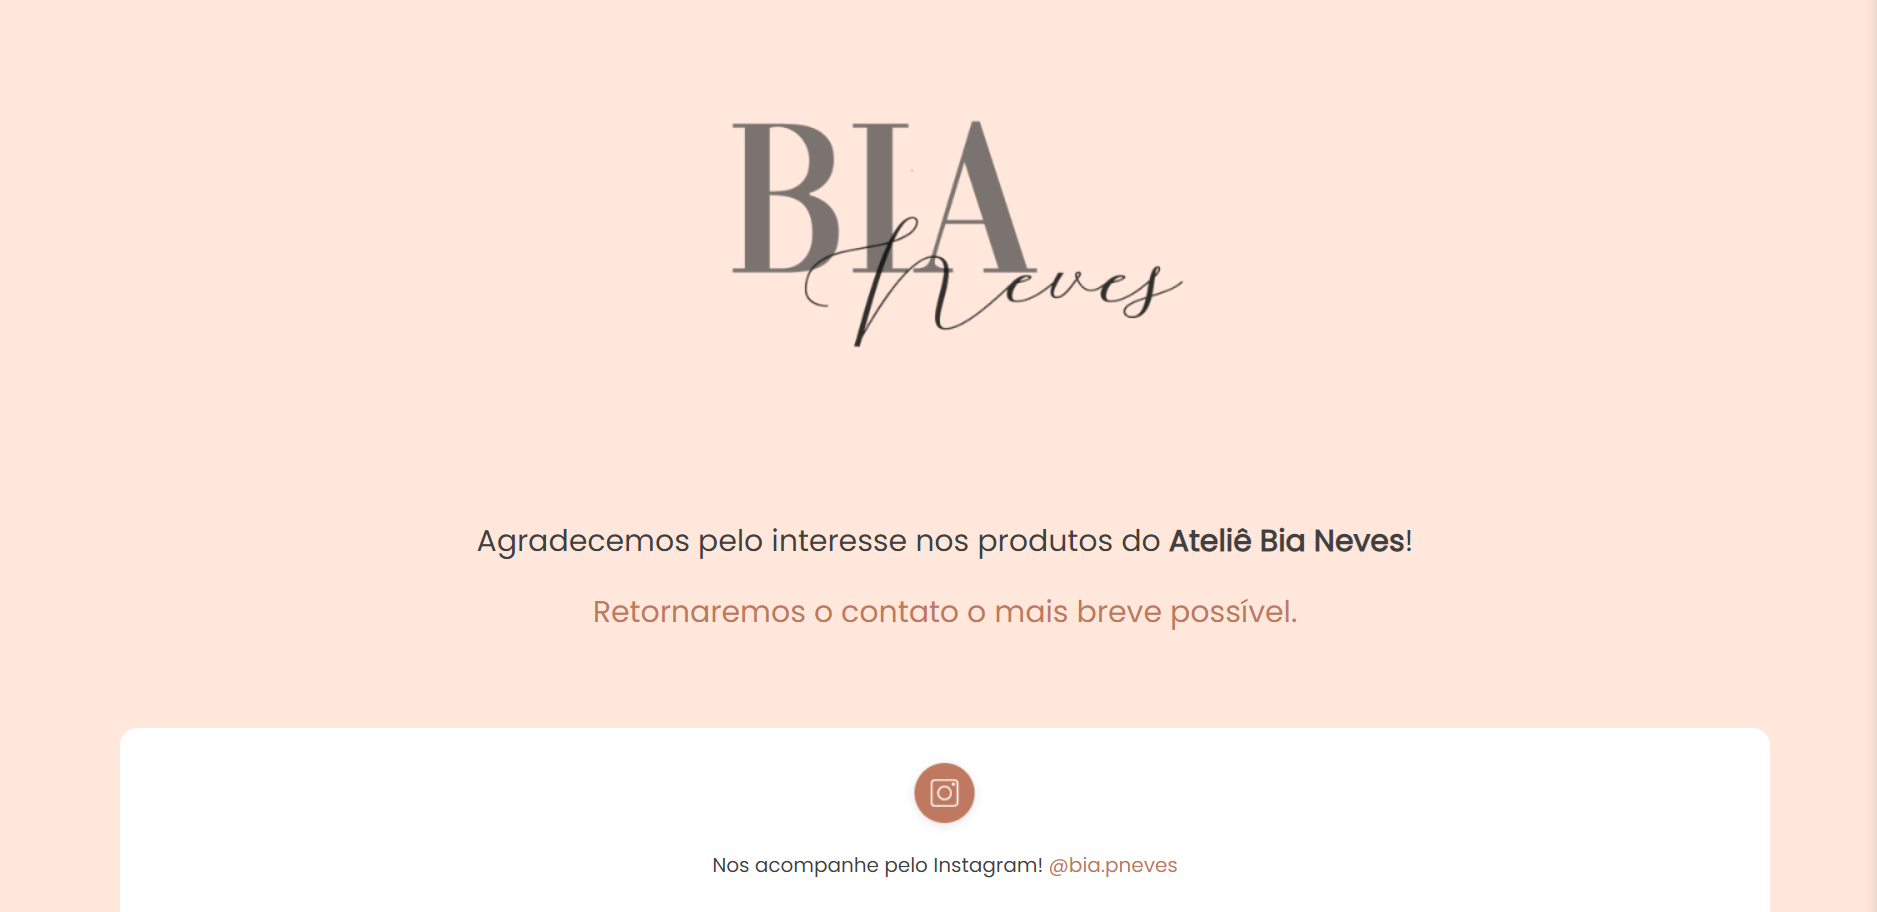 BIA
Neves
Agradecemos pelo interesse nos produtos do Ateliê Bia Neves!
Retornaremos o contato o mais breve possível.
Nos acompanhe pelo Instagram! @bia.pneves